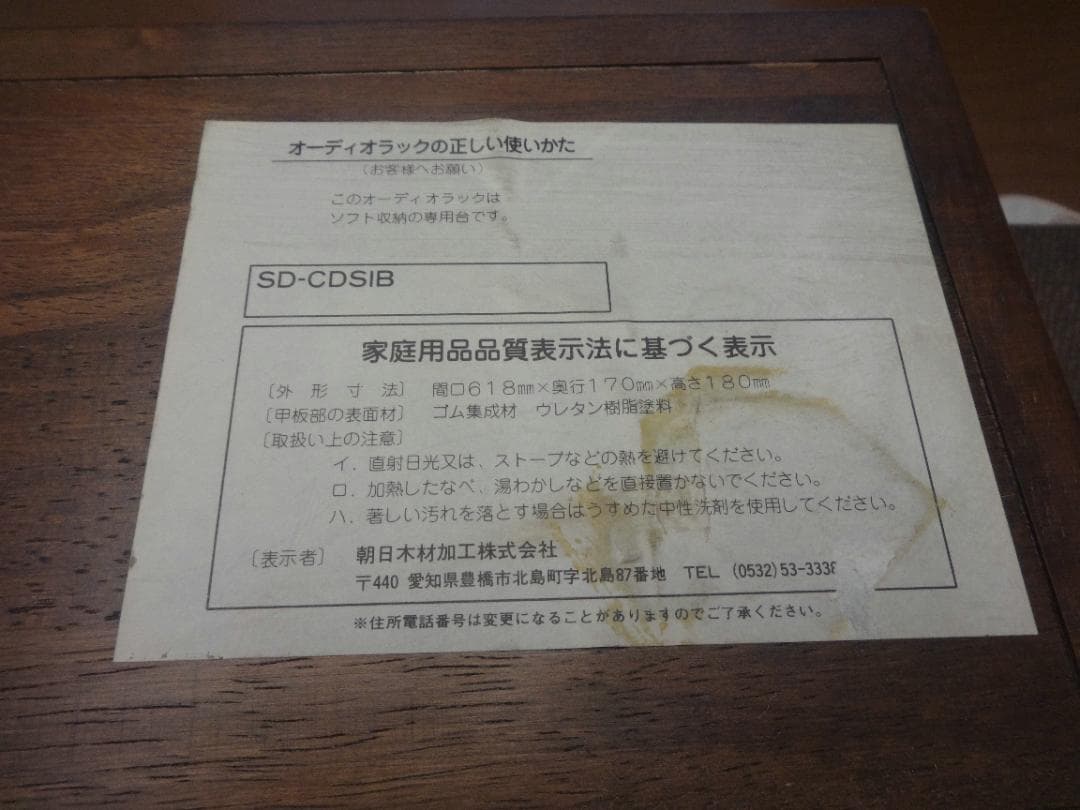 オーディオラックの正しい使いかた
（お客様へお願い）
このオーディオラックは
ソフト収納の専用台です。
SD-CDSIB
家庭用品品質表示法に基づく表示
〔外形寸法〕 間口618㎜×奥行170㎜×高さ180㎜
〔甲板部の表面材〕 ゴム集成材 ウレタン樹脂塗料
〔取扱い上の注意〕
イ．直射日光又は、ストーブなどの熱を避けてください。
ロ．加熱したなべ、湯わかしなどを直接置かないでください。
ハ．著しい汚れを落とす場合はうすめた中性洗剤を使用してください。
〔表示者〕 朝日木材加工株式会社
〒440 愛知県豊橋市北島町字北島87番地 TEL (0532)53-3338
※住所電話番号は変更になることがありますのでご了承ください。